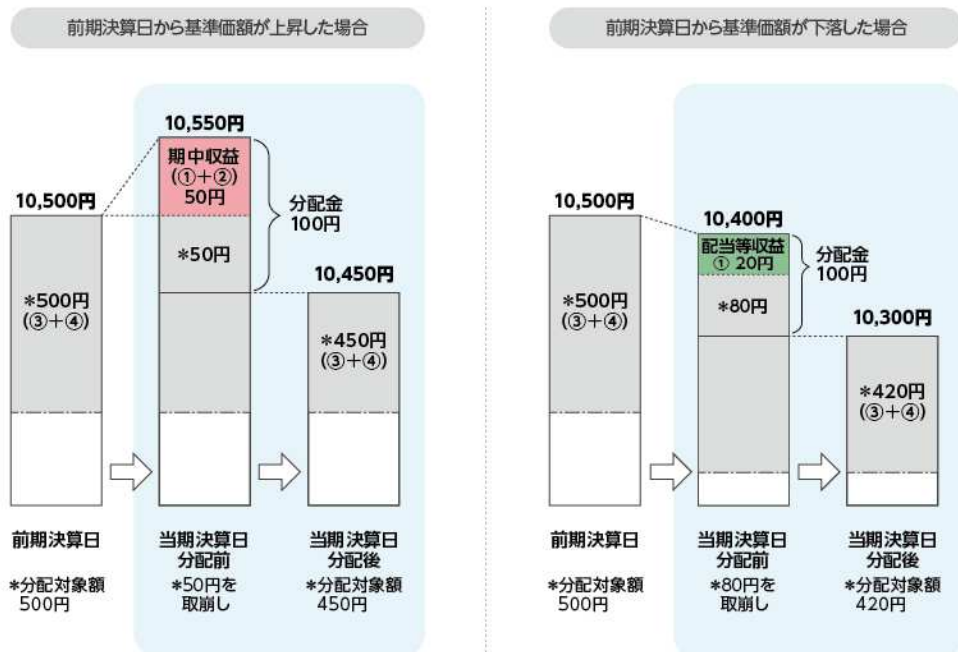 前期決算日から基準価額が上昇した場合
10,550円
期中収益
(①+②)
50円
分配金
100円
10,500円
*50円
10,450円
*500円
(③+④)
*450円
(③+④)
前期決算日
当期決算日
分配前
当期決算日
分配後
*分配対象額
500円
*50円を
取崩し
*分配対象額
450円
前期決算日から基準価額が下落した場合
10,500円
10,400円
配当等収益
① 20円
分配金
100円
*80円
10,300円
*500円
(③+④)
*420円
(③+④)
前期決算日
当期決算日
分配前
当期決算日
分配後
*分配対象額
500円
*80円を
取崩し
*分配対象額
420円